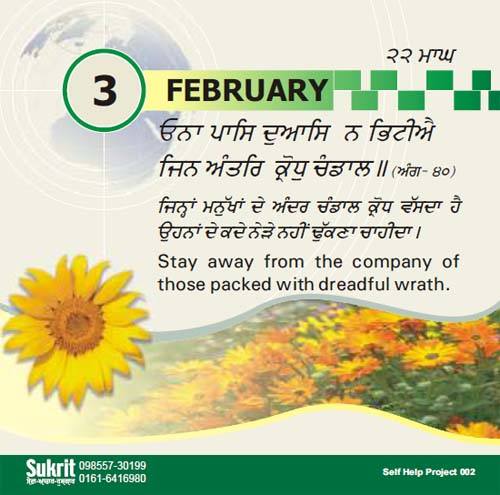 ੨੨ ਮਾਘ
3 FEBRUARY
ਓਨਾ ਪਾਸਿ ਦੁਆਸਿ ਨ ਭਿਟੀਐ
ਜਿਨ ਅੰਤਰਿ ਕ੍ਰੋਧੁ ਚੰਡਾਲ॥ (ਅੰਗ- ੪੦)
ਜਿਨ੍ਹਾਂ ਮਨੁੱਖਾਂ ਦੇ ਅੰਦਰ ਚੰਡਾਲ ਕ੍ਰੋਧ ਵੱਸਦਾ ਹੈ
ਉਹਨਾਂ ਦੇ ਕਦੇ ਨੇੜੇ ਨਹੀਂ ਢੁੱਕਣਾ ਚਾਹੀਦਾ।
Stay away from the company of
those packed with dreadful wrath.
Sukrit 098557-30199
0161-6416980
Self Help Project 002